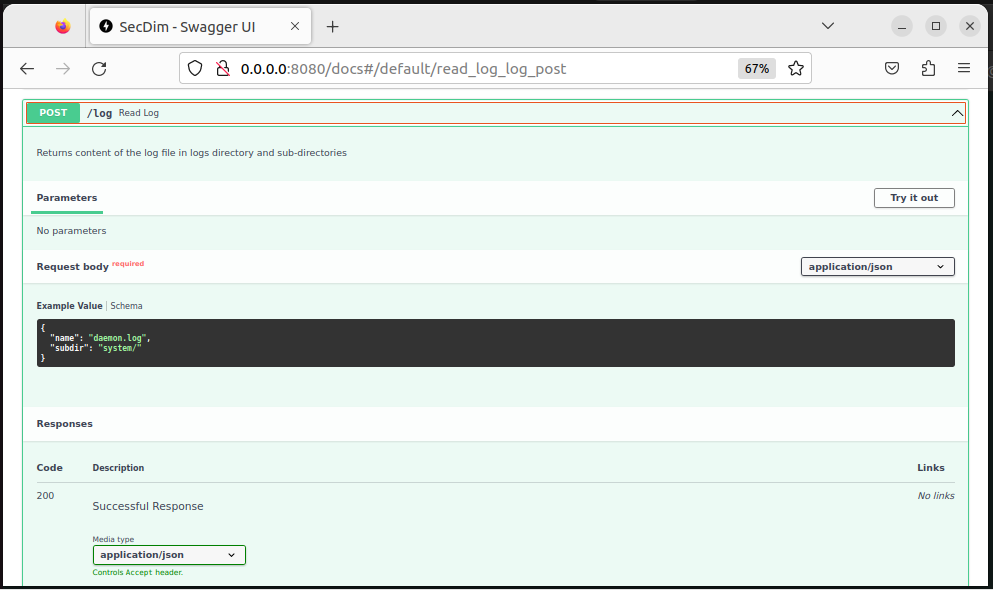 SecDim - Swagger UI
0.0.0.0:8080/docs#/default/read_log_log_post
67%
POST /log Read Log
Returns content of the log file in logs directory and sub-directories
Parameters
Try it out
No parameters
Request body required
application/json
Example Value | Schema
{
"name": "daemon.log",
"subdir": "system/"
}
Responses
Code Description Links
200 Successful Response No links
Media type
application/json
Controls Accept header.